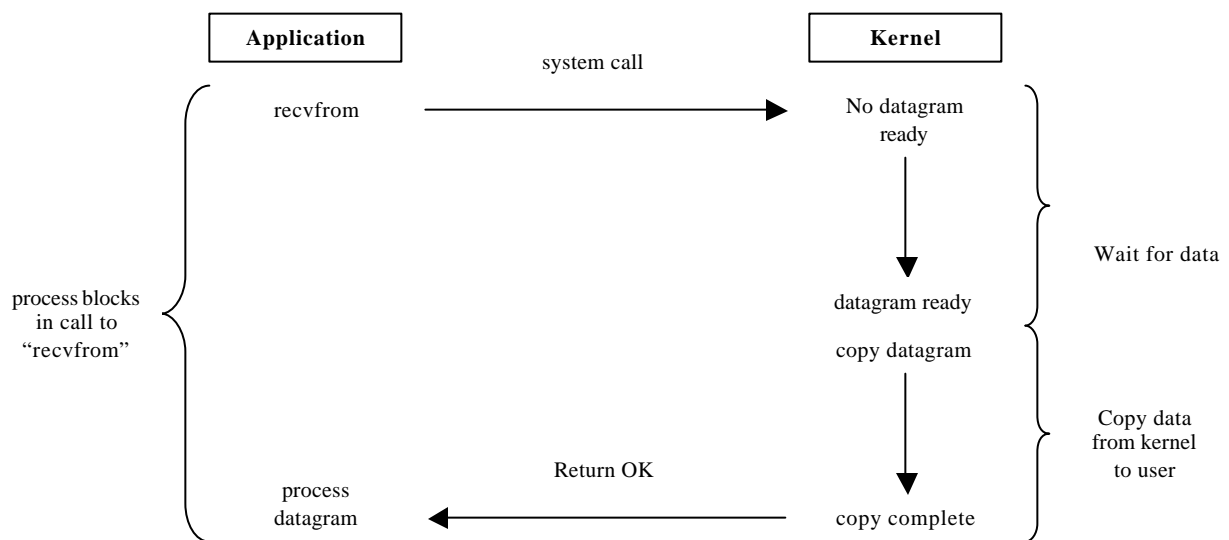 Application
Kernel
system call
recvfrom
No datagram
ready
Wait for data
process blocks
in call to
“recvfrom”
datagram ready
copy datagram
Copy data
from kernel
to user
Return OK
process
datagram
copy complete